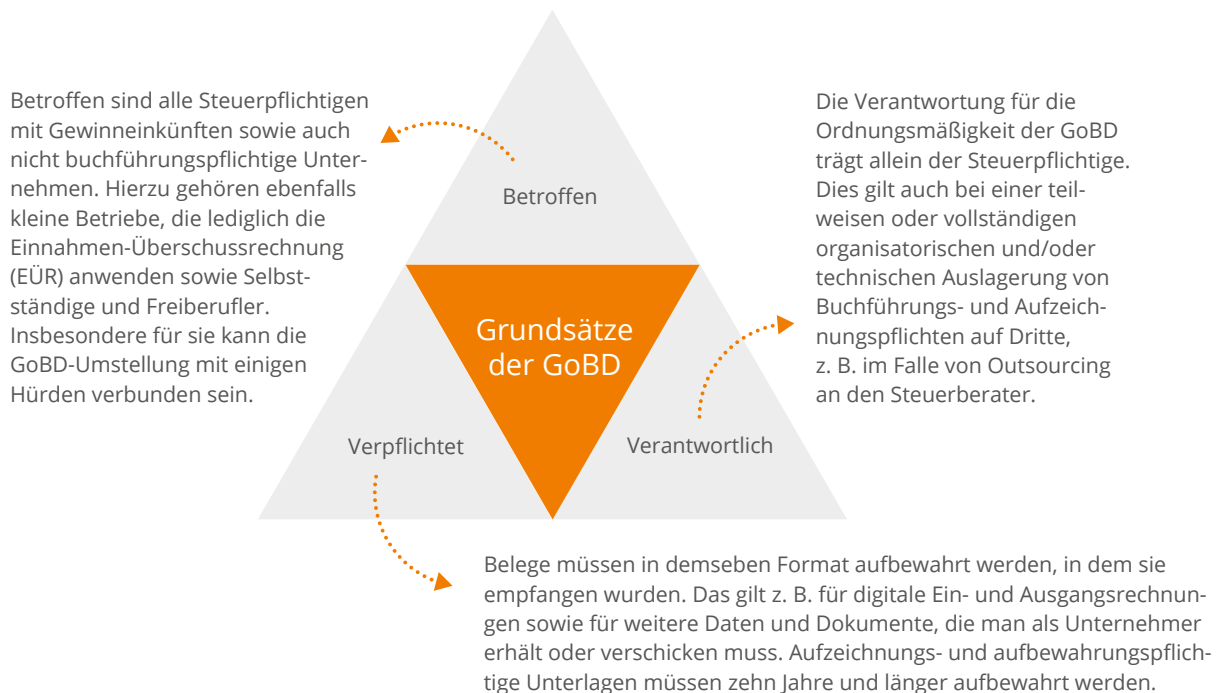 Betroffen sind alle Steuerpflichtigen
mit Gewinneinkünften sowie auch
nicht buchführungspflichtige Unter-
nehmen. Hierzu gehören ebenfalls
kleine Betriebe, die lediglich die
Einnahmen-Überschussrechnung
(EÜR) anwenden sowie Selbst-
ständige und Freiberufler.
Insbesondere für sie kann die
GoBD-Umstellung mit einigen
Hürden verbunden sein.
Betroffen
Die Verantwortung für die
Ordnungsmäßigkeit der GoBD
trägt allein der Steuerpflichtige.
Dies gilt auch bei einer teil-
weisen oder vollständigen
organisatorischen und/oder
technischen Auslagerung von
Buchführungs- und Aufzeich-
nungspflichten auf Dritte,
z. B. im Falle von Outsourcing
an den Steuerberater.
Grundsätze
der GoBD
Verpflichtet
Verantwortlich
Belege müssen in demseben Format aufbewahrt werden, in dem sie
empfangen wurden. Das gilt z. B. für digitale Ein- und Ausgangsrechnun-
gen sowie für weitere Daten und Dokumente, die man als Unternehmer
erhält oder verschicken muss. Aufzeichnungs- und aufbewahrungspflich-
tige Unterlagen müssen zehn Jahre und länger aufbewahrt werden.